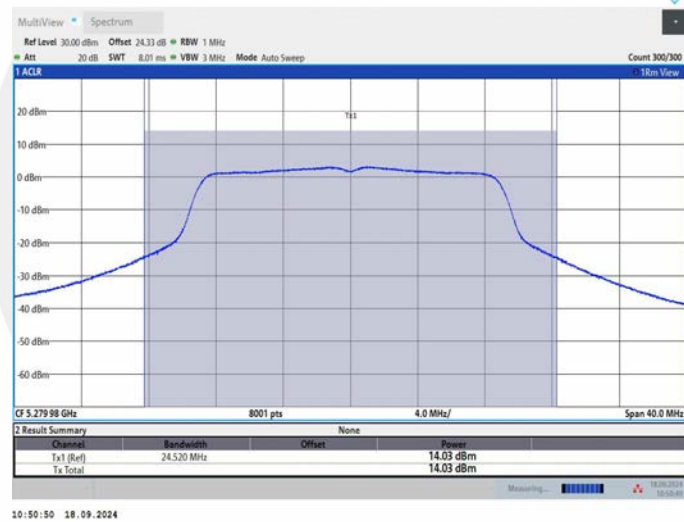 MultiView Spectrum
Ref Level 30.00 dBm Offset 24.33 dB RBW 1 MHz
Att 20 dB SWT 8.01 ms VBW 3 MHz Mode Auto Sweep Count 300/300
1 ACLR 1Rm View
Tx1
20 dBm
10 dBm
0 dBm
-10 dBm
-20 dBm
-30 dBm
-40 dBm
-50 dBm
-60 dBm
CF 5.279 98 GHz 8001 pts 4.0 MHz/ Span 40.0 MHz
2 Result Summary None
Channel Bandwidth Offset Power
Tx1 (Ref) 24.520 MHz 14.03 dBm
Tx Total 14.03 dBm
Measuring... 18.09.2024
10:50:49
10:50:50 18.09.2024